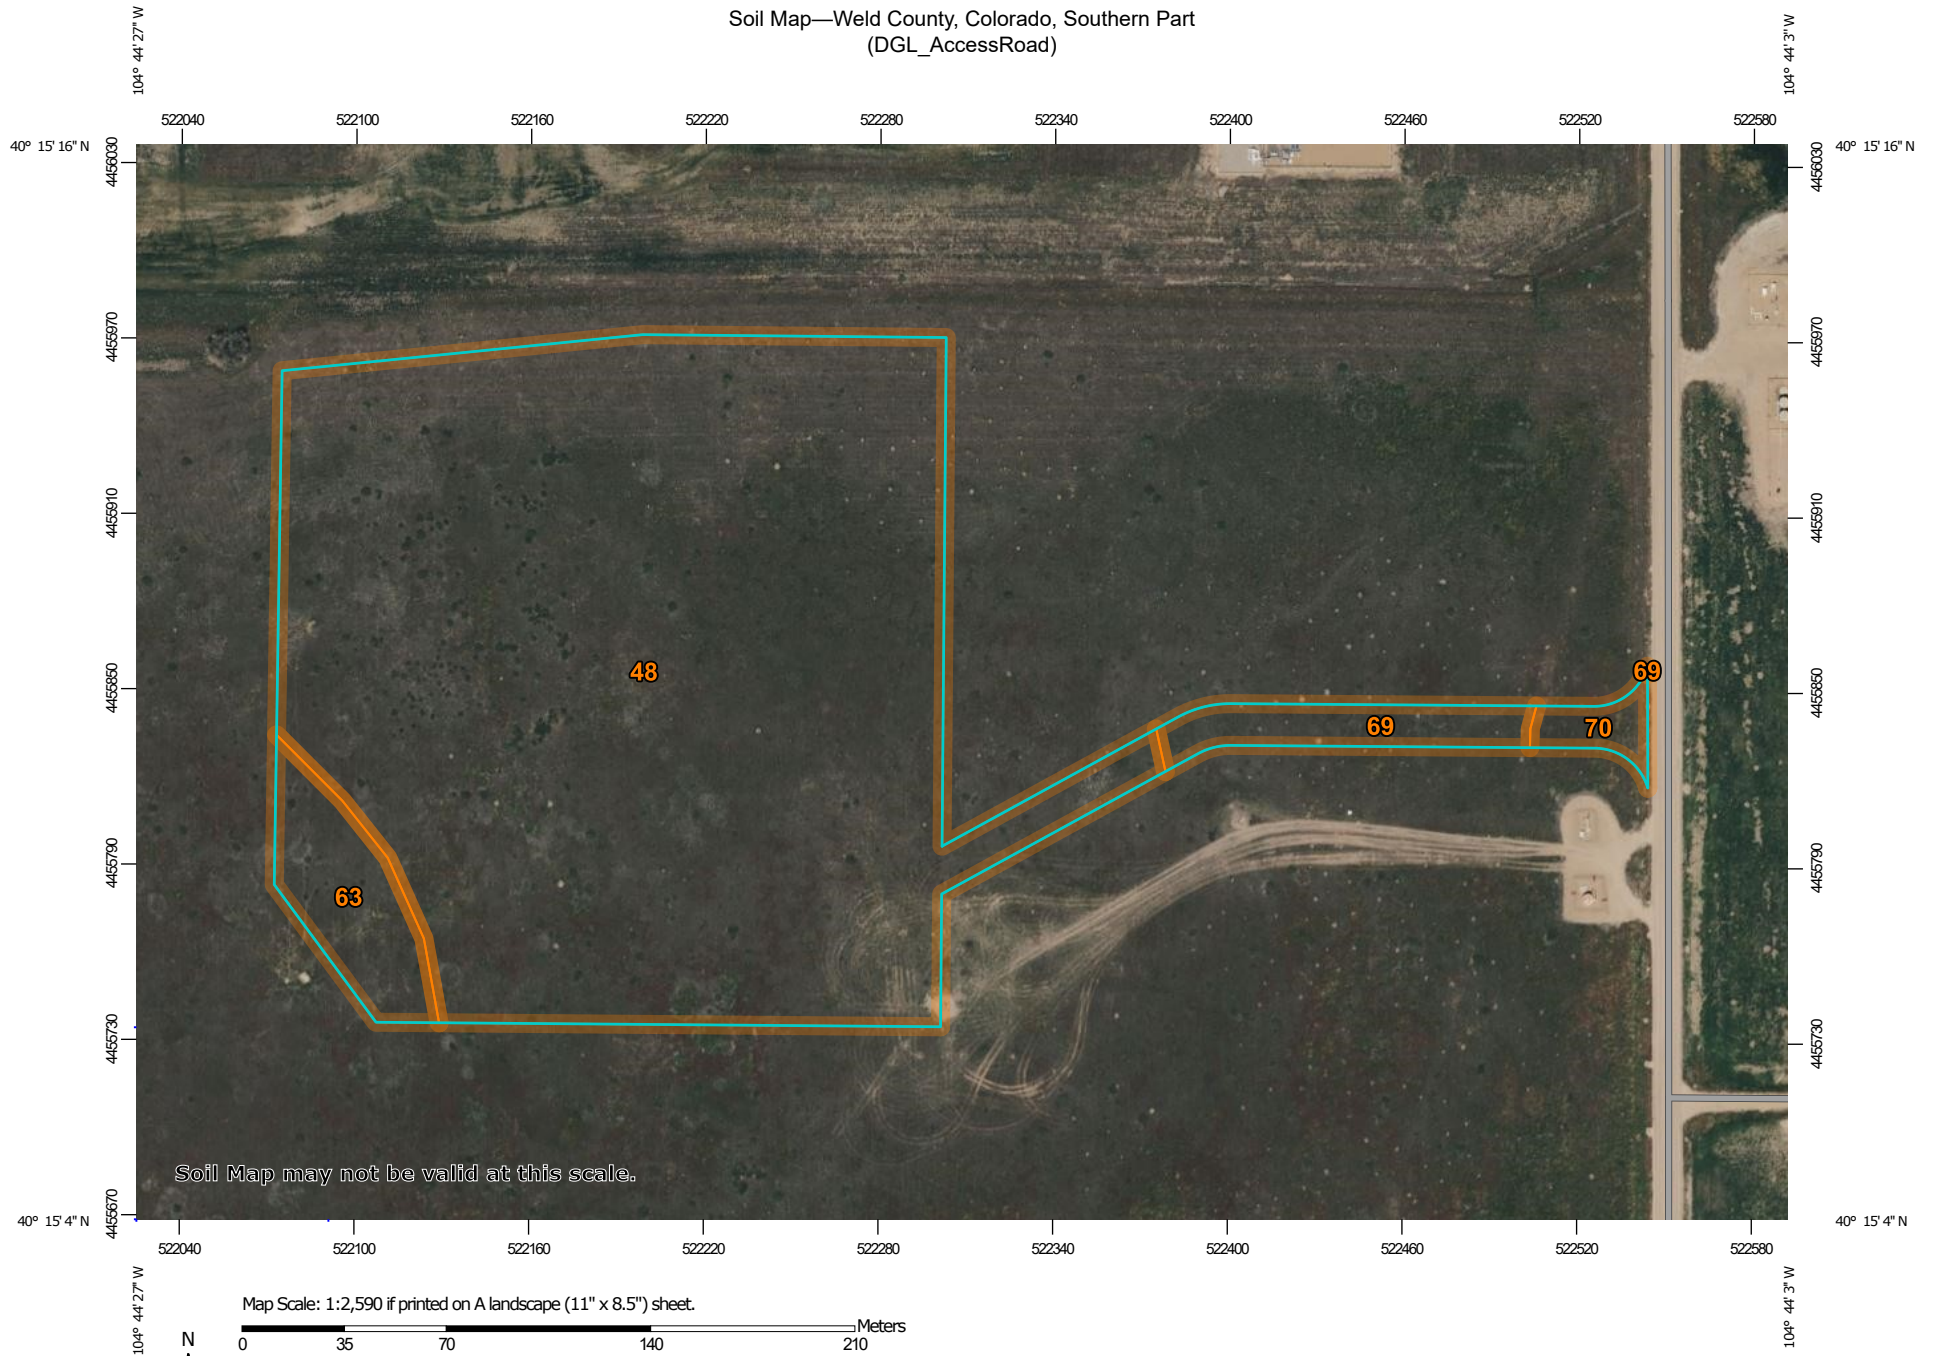 Soil Map—Weld County, Colorado, Southern Part
(DGL_AccessRoad)
104° 44' 27" W
104° 44' 3" W
522040 522100 522160 522220 522280 522340 522400 522460 522520 522580
40° 15' 16" N
40° 15' 16" N
4456030
4456030
4455970
4455970
4455910
4455910
4455850
4455850
4455790
4455790
4455730
4455730
4455670
48
69
69
70
63
Soil Map may not be valid at this scale.
40° 15' 4" N
40° 15' 4" N
522040 522100 522160 522220 522280 522340 522400 522460 522520 522580
104° 44' 27" W
104° 44' 3" W
Map Scale: 1:2,590 if printed on A landscape (11" x 8.5") sheet.
Meters
N
0 35 70 140 210